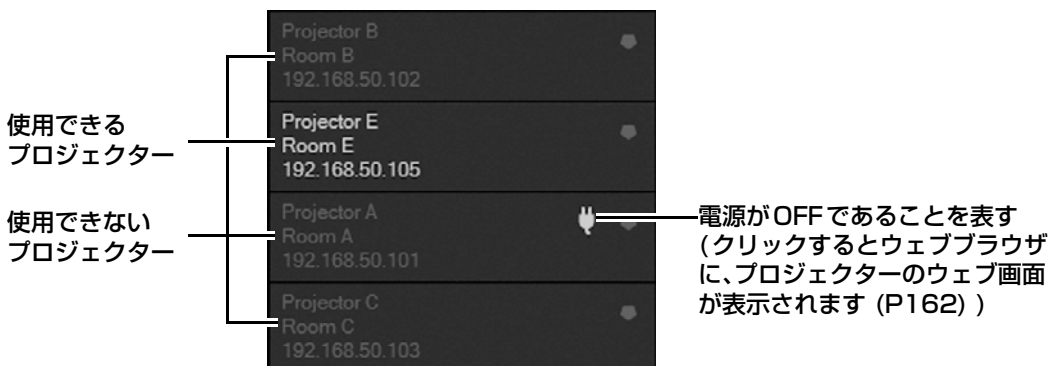 Projector B
Room B
192.168.50.102
使用できる
プロジェクター
Projector E
Room E
192.168.50.105
使用できない
プロジェクター
Projector A
Room A
192.168.50.101
電源がOFFであることを表す
(クリックするとウェブブラウザ
に、プロジェクターのウェブ画面
が表示されます (P162) )
Projector C
Room C
192.168.50.103